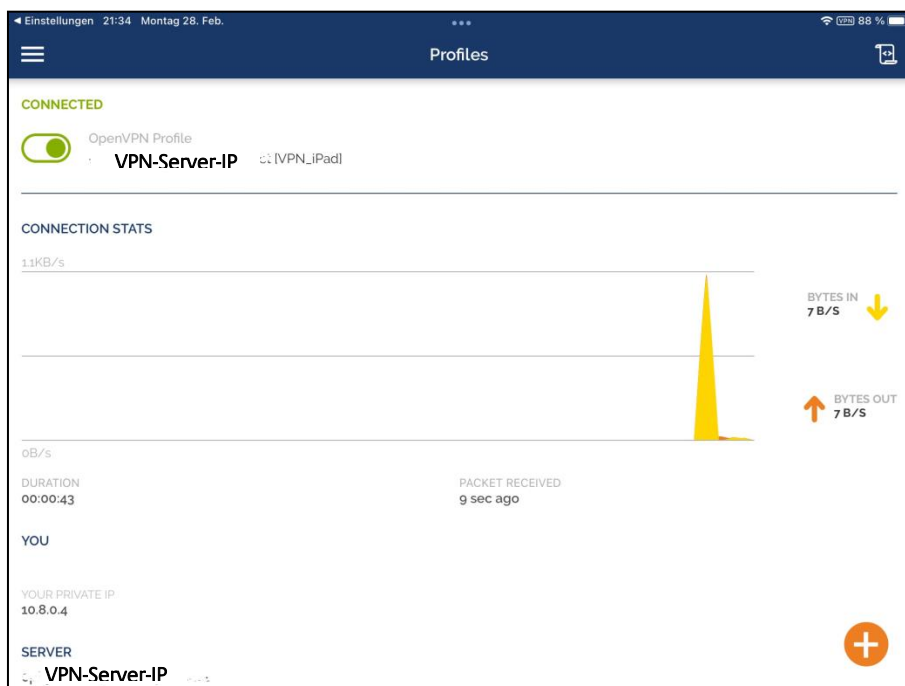 Einstellungen 21:34 Montag 28. Feb. VPN 88 %
Profiles
CONNECTED
OpenVPN Profile
VPN-Server-IP [VPN_iPad]
CONNECTION STATS
1.1KB/s
BYTES IN
7 B/S
BYTES OUT
7 B/S
0B/s
DURATION PACKET RECEIVED
00:00:43 9 sec ago
YOU
YOUR PRIVATE IP
10.8.0.4
SERVER
VPN-Server-IP